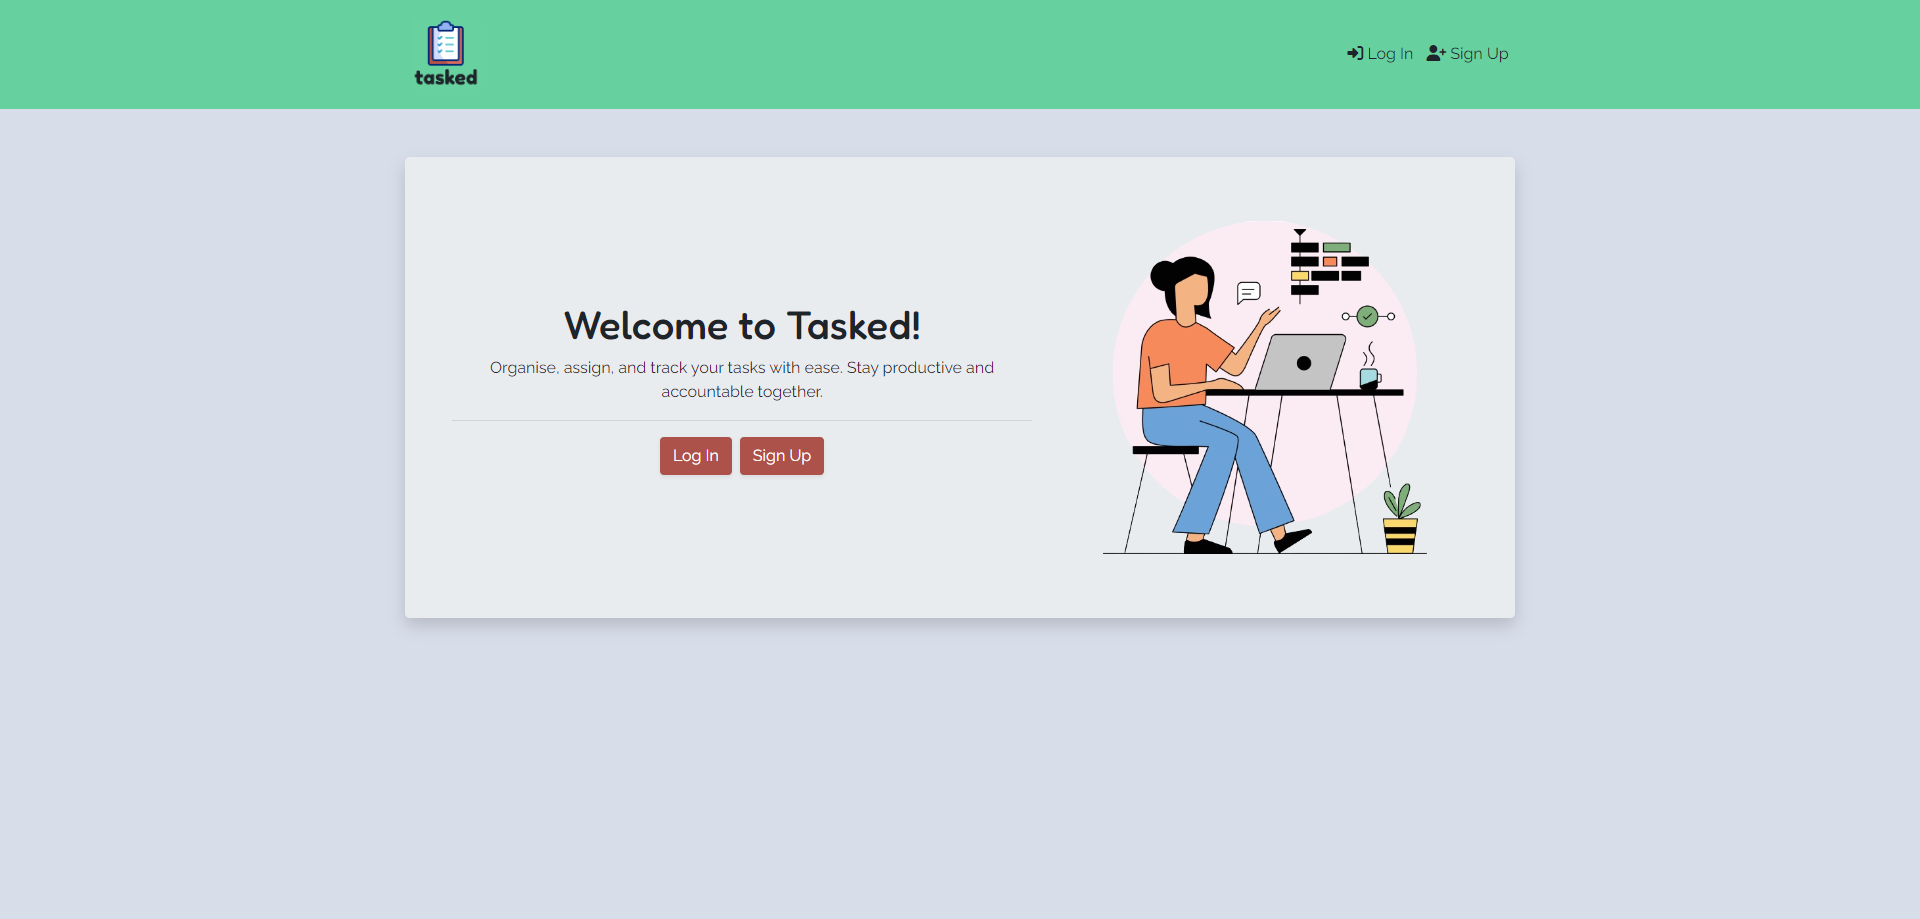 tasked
Log In
Sign Up
Welcome to Tasked!
Organise, assign, and track your tasks with ease. Stay productive and
accountable together.
Log In
Sign Up